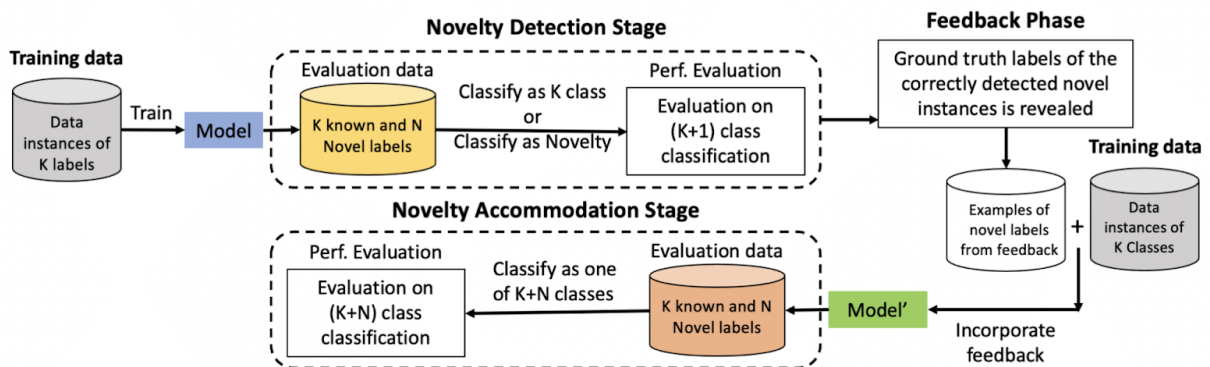 Training data
Data
instances of
K labels
Train
Model
Novelty Detection Stage
Evaluation data
K known and N
Novel labels
Classify as K class
or
Classify as Novelty
Perf. Evaluation
Evaluation on
(K+1) class
classification
Feedback Phase
Ground truth labels of the
correctly detected novel
instances is revealed
Examples of
novel labels
from feedback
+
Training data
Data
instances of
K Classes
Incorporate
feedback
Model’
Novelty Accommodation Stage
Evaluation data
K known and N
Novel labels
Classify as one
of K+N classes
Perf. Evaluation
Evaluation on
(K+N) class
classification